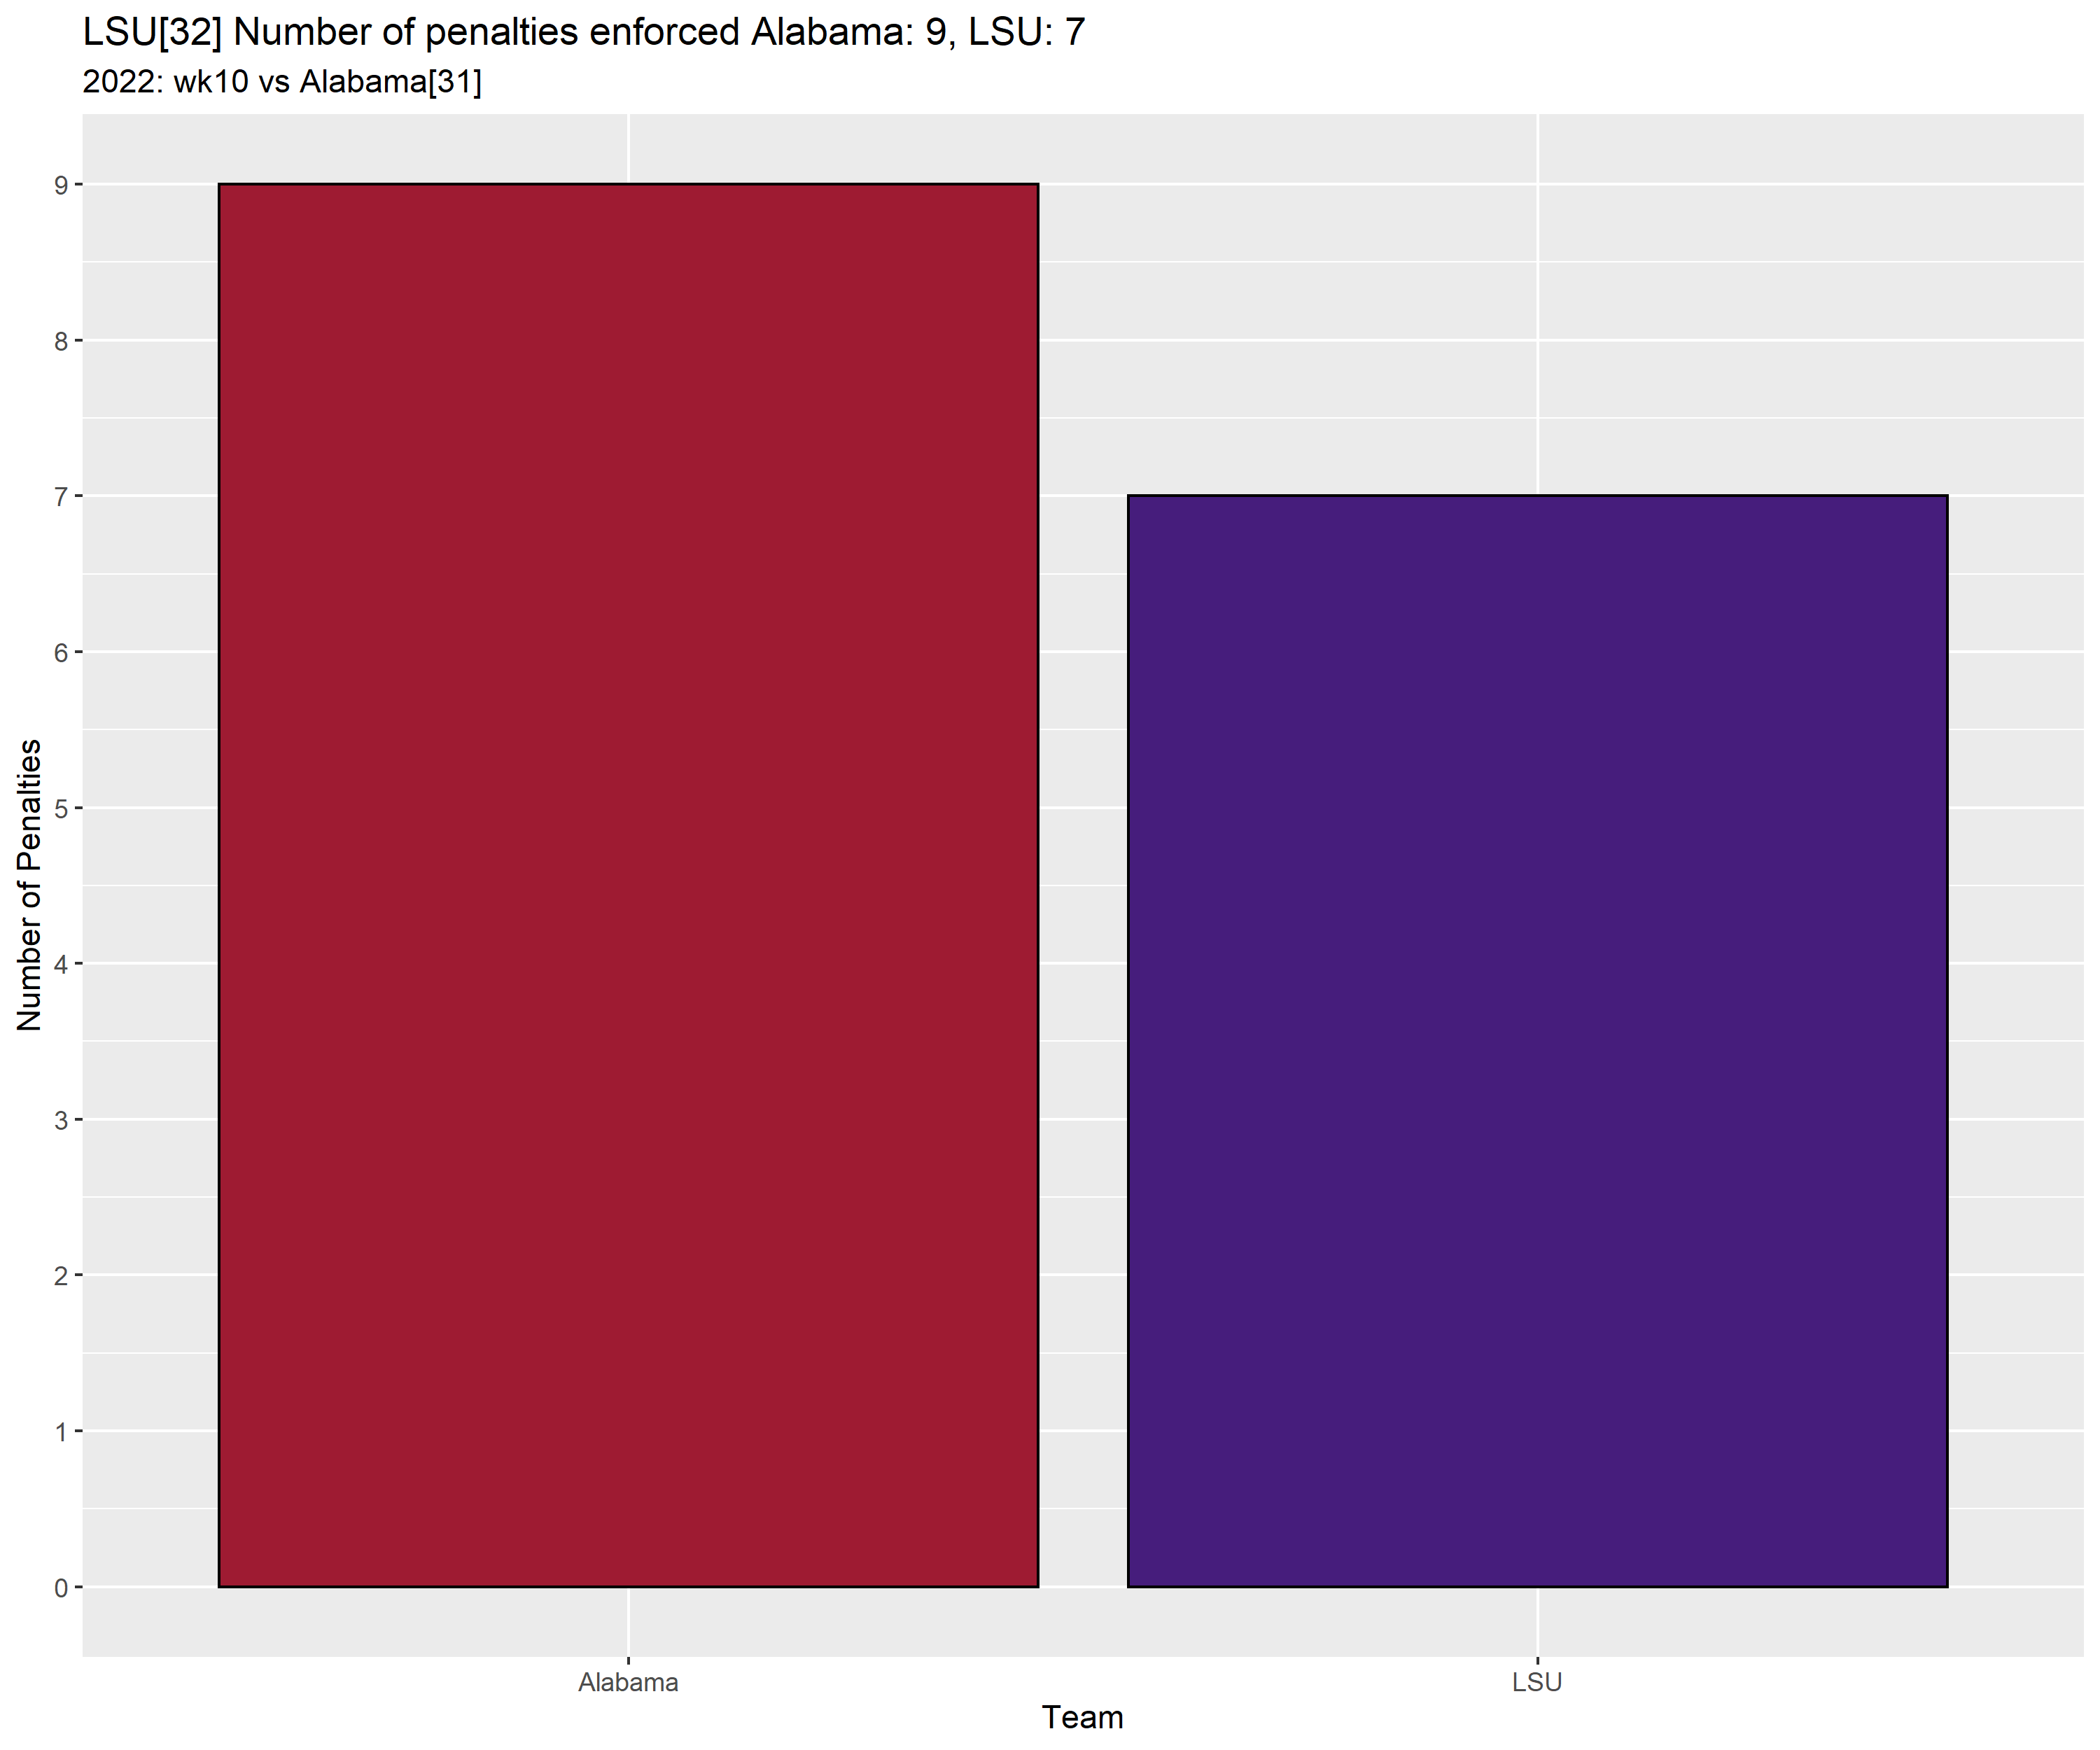 LSU[32] Number of penalties enforced Alabama: 9, LSU: 7
2022: wk10 vs Alabama[31]
Number of Penalties
9
8
7
6
5
4
3
2
1
0
Alabama
LSU
Team